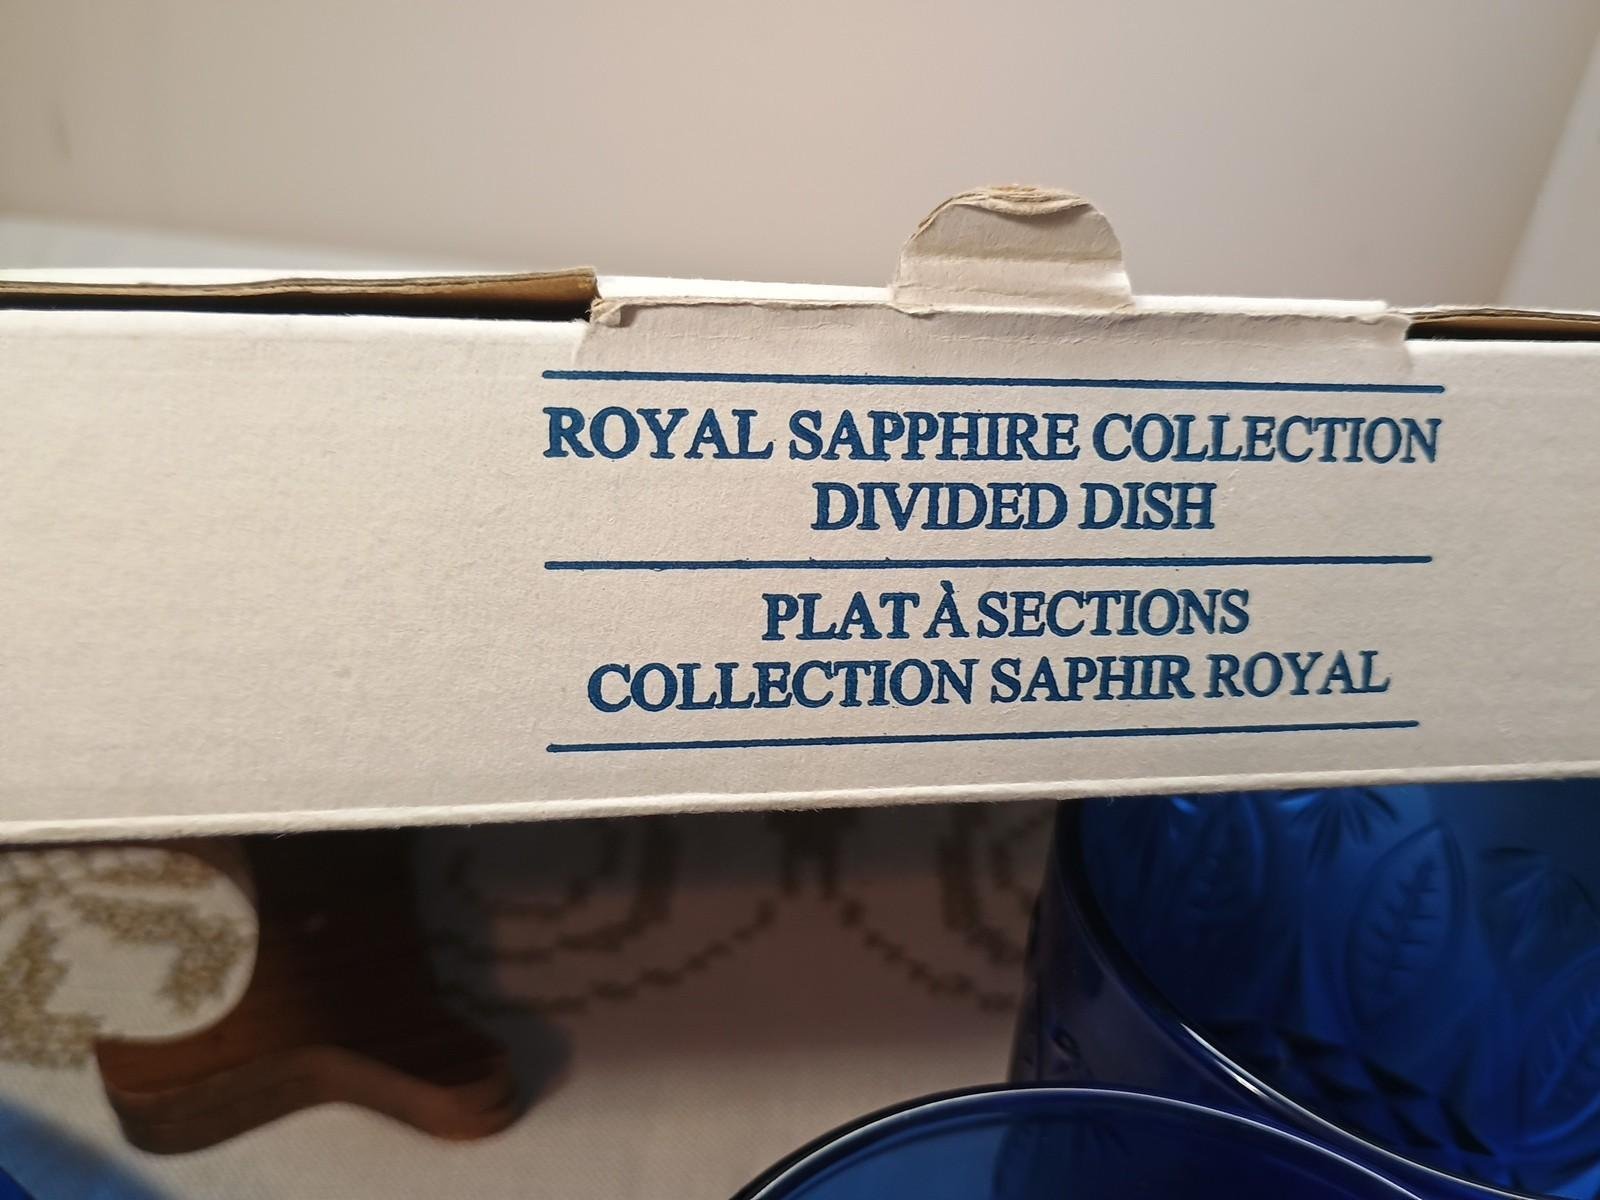 ROYAL SAPPHIRE COLLECTION
DIVIDED DISH
PLAT À SECTIONS
COLLECTION SAPHIR ROYAL